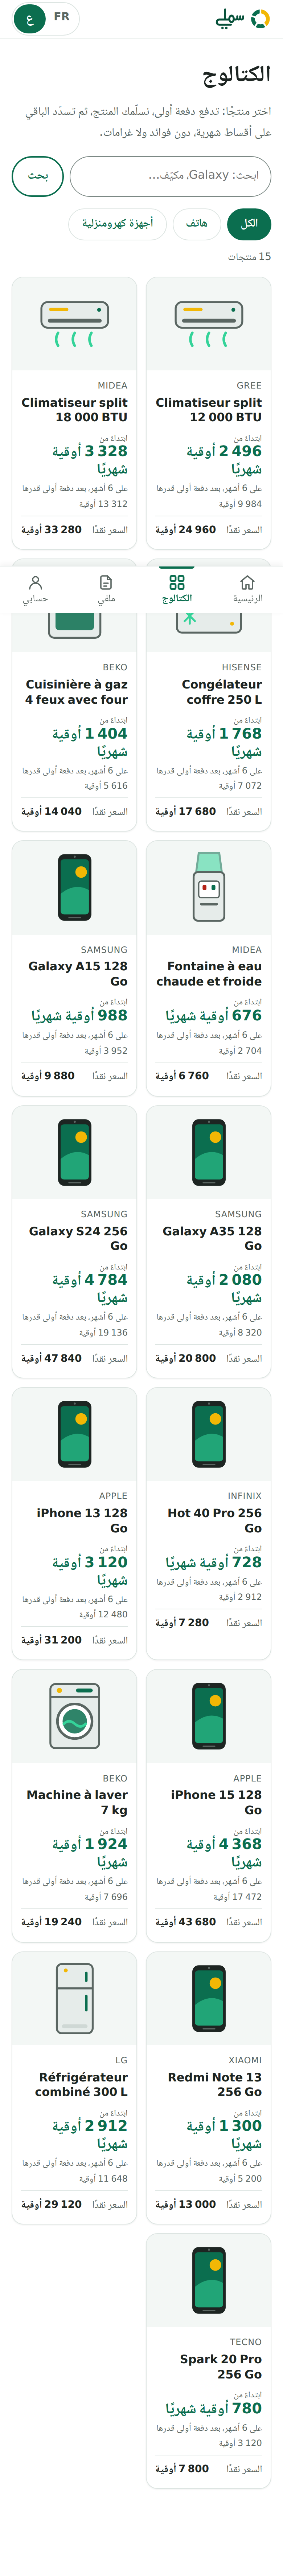 سهلي
FR
ع
الكتالوج
اختر منتجًا: تدفع دفعة أولى، نسلّمك المنتج، ثم تسدّد الباقي
على أقساط شهرية، بدون فوائد ولا غرامات.
ابحث: Galaxy، مكيّف...
بحث
الكل
هاتف
أجهزة كهرومنزلية
15 منتجات
GREE
Climatiseur split
12 000 BTU
ابتداءً من
2 496 أوقية
شهريًا
على 6 أشهر، بعد دفعة أولى قدرها
9 984 أوقية
السعر نقدًا
24 960 أوقية
MIDEA
Climatiseur split
18 000 BTU
ابتداءً من
3 328 أوقية
شهريًا
على 6 أشهر، بعد دفعة أولى قدرها
13 312 أوقية
السعر نقدًا
33 280 أوقية
الرئيسية
الكتالوج
ملفي
حسابي
HISENSE
Congélateur
coffre 250 L
ابتداءً من
1 768 أوقية
شهريًا
على 6 أشهر، بعد دفعة أولى قدرها
7 072 أوقية
السعر نقدًا
17 680 أوقية
BEKO
Cuisinière à gaz
4 feux avec four
ابتداءً من
1 404 أوقية
شهريًا
على 6 أشهر، بعد دفعة أولى قدرها
5 616 أوقية
السعر نقدًا
14 040 أوقية
MIDEA
Fontaine à eau
chaude et froide
ابتداءً من
676 أوقية شهريًا
على 6 أشهر، بعد دفعة أولى قدرها
2 704 أوقية
السعر نقدًا
6 760 أوقية
SAMSUNG
Galaxy A15 128
Go
ابتداءً من
988 أوقية شهريًا
على 6 أشهر، بعد دفعة أولى قدرها
3 952 أوقية
السعر نقدًا
9 880 أوقية
SAMSUNG
Galaxy A35 128
Go
ابتداءً من
2 080 أوقية
شهريًا
على 6 أشهر، بعد دفعة أولى قدرها
8 320 أوقية
السعر نقدًا
20 800 أوقية
SAMSUNG
Galaxy S24 256
Go
ابتداءً من
4 784 أوقية
شهريًا
على 6 أشهر، بعد دفعة أولى قدرها
19 136 أوقية
السعر نقدًا
47 840 أوقية
INFINIX
Hot 40 Pro 256
Go
ابتداءً من
728 أوقية شهريًا
على 6 أشهر، بعد دفعة أولى قدرها
2 912 أوقية
السعر نقدًا
7 280 أوقية
APPLE
iPhone 13 128
Go
ابتداءً من
3 120 أوقية
شهريًا
على 6 أشهر، بعد دفعة أولى قدرها
12 480 أوقية
السعر نقدًا
31 200 أوقية
APPLE
iPhone 15 128
Go
ابتداءً من
4 368 أوقية
شهريًا
على 6 أشهر، بعد دفعة أولى قدرها
17 472 أوقية
السعر نقدًا
43 680 أوقية
BEKO
Machine à laver
7 kg
ابتداءً من
1 924 أوقية
شهريًا
على 6 أشهر، بعد دفعة أولى قدرها
7 696 أوقية
السعر نقدًا
19 240 أوقية
XIAOMI
Redmi Note 13
256 Go
ابتداءً من
1 300 أوقية
شهريًا
على 6 أشهر، بعد دفعة أولى قدرها
5 200 أوقية
السعر نقدًا
13 000 أوقية
LG
Réfrigérateur
combiné 300 L
ابتداءً من
2 912 أوقية
شهريًا
على 6 أشهر، بعد دفعة أولى قدرها
11 648 أوقية
السعر نقدًا
29 120 أوقية
TECNO
Spark 20 Pro
256 Go
ابتداءً من
780 أوقية شهريًا
على 6 أشهر، بعد دفعة أولى قدرها
3 120 أوقية
السعر نقدًا
7 800 أوقية